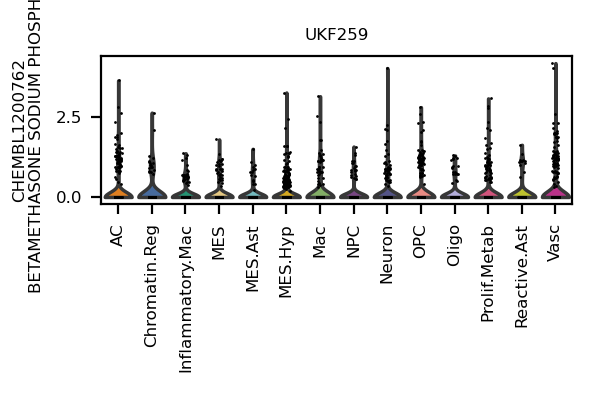 UKF259
CHEMBL1200762
BETAMETHASONE SODIUM PHOSPH
2.5
0.0
AC
Chromatin.Reg
Inflammatory.Mac
MES
MES.Ast
MES.Hyp
Mac
NPC
Neuron
OPC
Oligo
Prolif.Metab
Reactive.Ast
Vasc